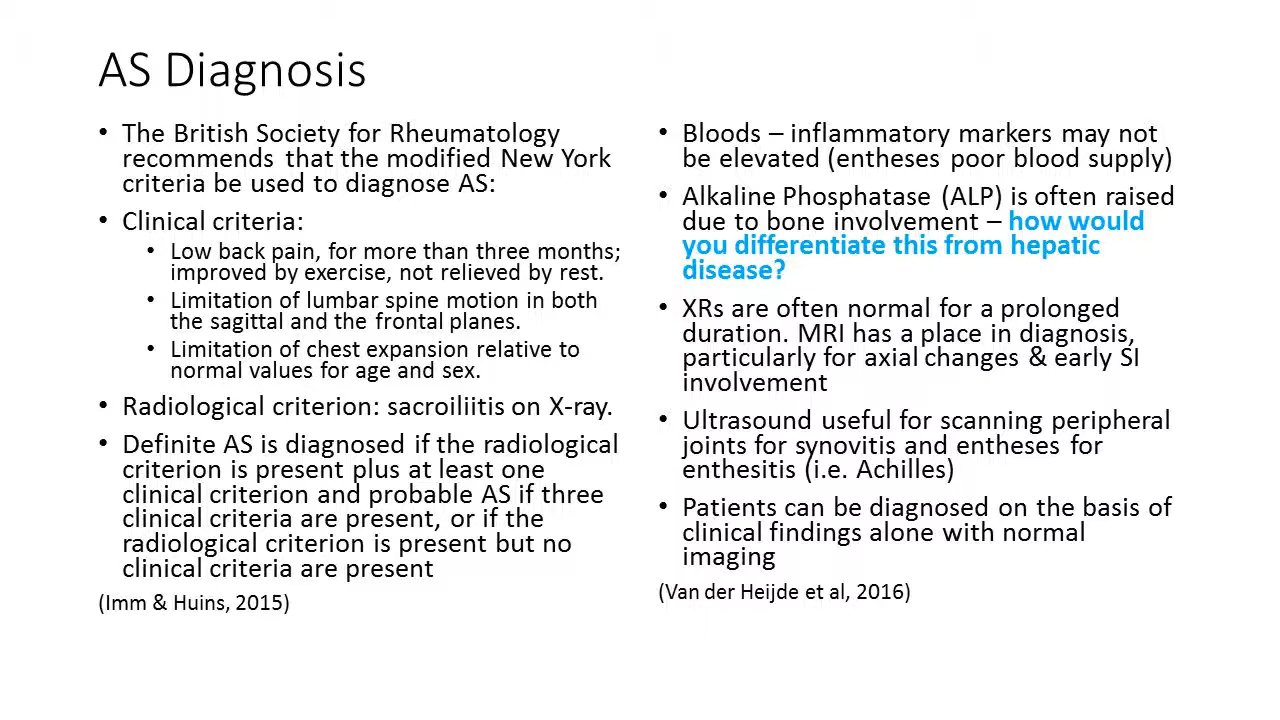 AS Diagnosis
• The British Society for Rheumatology
recommends that the modified New York
criteria be used to diagnose AS:
• Clinical criteria:
• Low back pain, for more than three months;
improved by exercise, not relieved by rest.
• Limitation of lumbar spine motion in both
the sagittal and the frontal planes.
• Limitation of chest expansion relative to
normal values for age and sex.
• Radiological criterion: sacroiliitis on X-ray.
• Definite AS is diagnosed if the radiological
criterion is present plus at least one
clinical criterion and probable AS if three
clinical criteria are present, or if the
radiological criterion is present but no
clinical criteria are present
(Imm & Huins, 2015)
• Bloods – inflammatory markers may not
be elevated (entheses poor blood supply)
• Alkaline Phosphatase (ALP) is often raised
due to bone involvement – how would
you differentiate this from hepatic
disease?
• XRs are often normal for a prolonged
duration. MRI has a place in diagnosis,
particularly for axial changes & early SI
involvement
• Ultrasound useful for scanning peripheral
joints for synovitis and entheses for
enthesitis (i.e. Achilles)
• Patients can be diagnosed on the basis of
clinical findings alone with normal
imaging
(Van der Heijde et al, 2016)